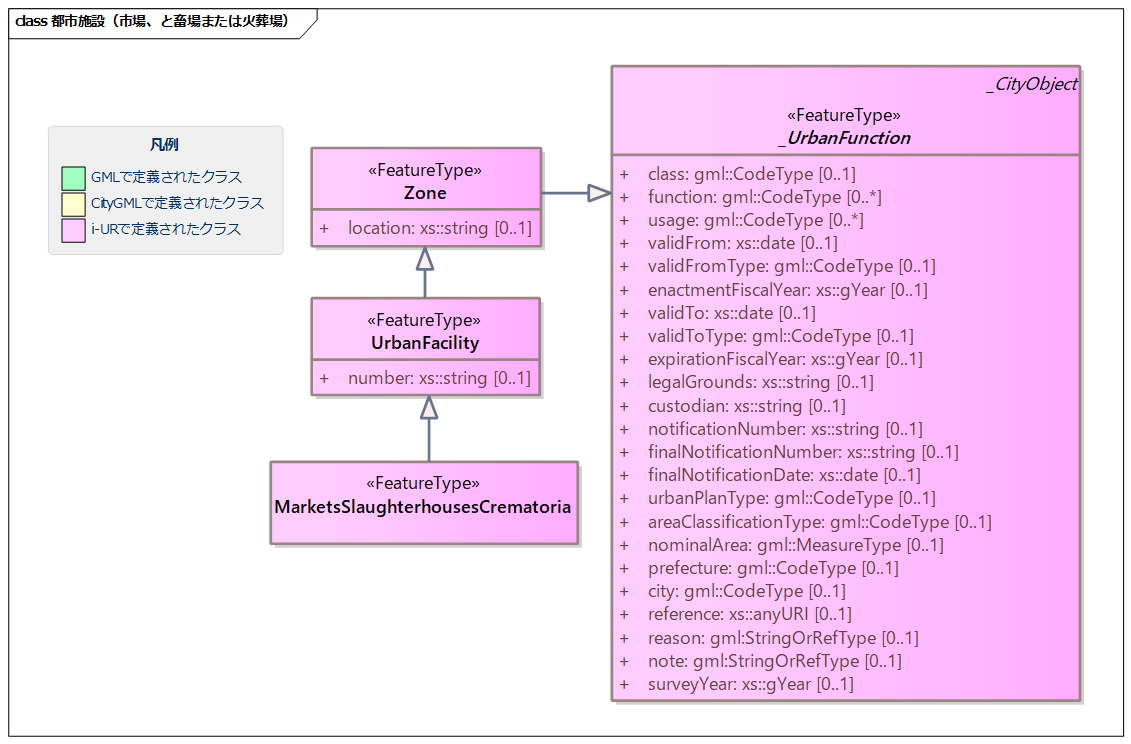 class 都市施設（市場、と畜場または火葬場）
凡例
GMLで定義されたクラス
CityGMLで定義されたクラス
i-URで定義されたクラス
«FeatureType»
Zone
+ location: xs::string [0..1]
«FeatureType»
UrbanFacility
+ number: xs::string [0..1]
«FeatureType»
MarketsSlaughterhousesCrematoria
_CityObject
«FeatureType»
_UrbanFunction
+ class: gml::CodeType [0..1]
+ function: gml::CodeType [0..*]
+ usage: gml::CodeType [0..*]
+ validFrom: xs::date [0..1]
+ validFromType: gml::CodeType [0..1]
+ enactmentFiscalYear: xs::gYear [0..1]
+ validTo: xs::date [0..1]
+ validToType: gml::CodeType [0..1]
+ expirationFiscalYear: xs::gYear [0..1]
+ legalGrounds: xs::string [0..1]
+ custodian: xs::string [0..1]
+ notificationNumber: xs::string [0..1]
+ finalNotificationNumber: xs::string [0..1]
+ finalNotificationDate: xs::date [0..1]
+ urbanPlanType: gml::CodeType [0..1]
+ areaClassificationType: gml::CodeType [0..1]
+ nominalArea: gml::MeasureType [0..1]
+ prefecture: gml::CodeType [0..1]
+ city: gml::CodeType [0..1]
+ reference: xs::anyURI [0..1]
+ reason: gml:StringOrRefType [0..1]
+ note: gml:StringOrRefType [0..1]
+ surveyYear: xs::gYear [0..1]